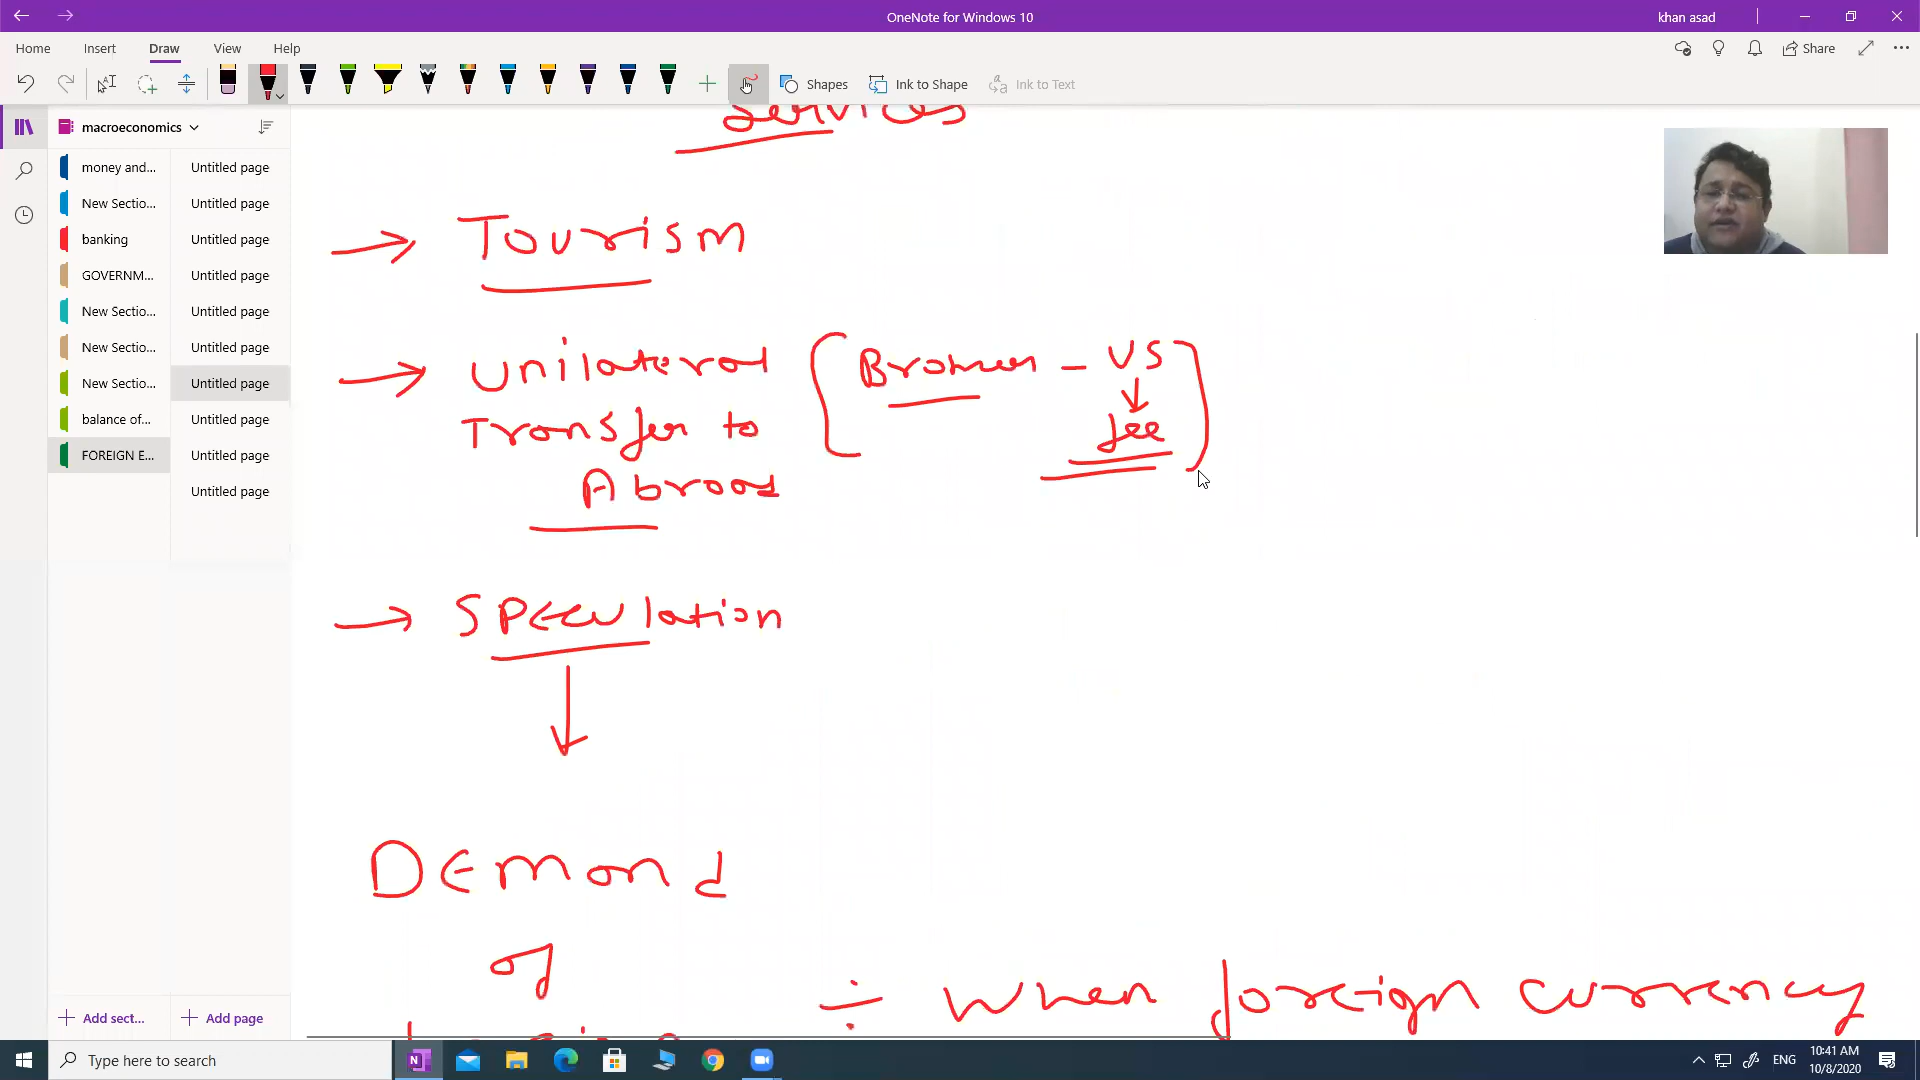 OneNote for Windows 10
khan asad
Home Insert Draw View Help
Share
Shapes Ink to Shape Ink to Text
macroeconomics
money and... Untitled page
New Sectio... Untitled page
banking Untitled page
GOVERNM... Untitled page
New Sectio... Untitled page
New Sectio... Untitled page
New Sectio... Untitled page
balance of... Untitled page
FOREIGN E... Untitled page
Untitled page
Add sect... Add page
Services
→ Tourism
→ Unilateral (Brother - US
Transfer to ↓ fee)
Abroad
→ Speculation
↓
Demand
of
÷ When foreign currency
Type here to search
ENG
10:41 AM
10/8/2020